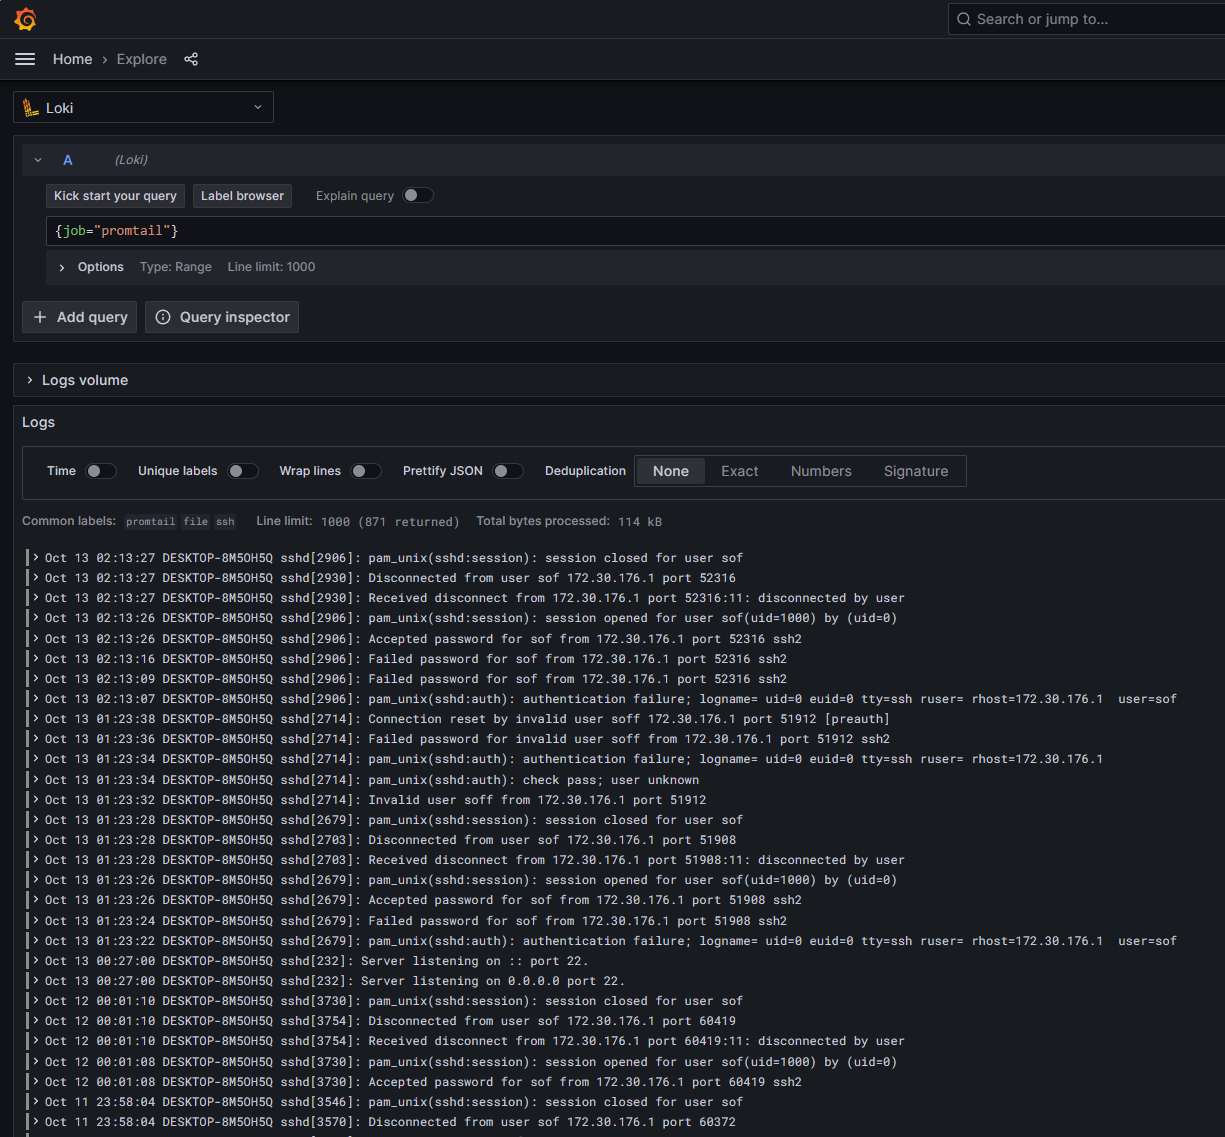 Search or jump to...
Home › Explore
Loki
A (Loki)
Kick start your query Label browser Explain query
{job="promtail"}
› Options Type: Range Line limit: 1000
+ Add query Query inspector
› Logs volume
Logs
Time Unique labels Wrap lines Prettify JSON Deduplication None Exact Numbers Signature
Common labels: promtail file ssh Line limit: 1000 (871 returned) Total bytes processed: 114 kB
› Oct 13 02:13:27 DESKTOP-8M5OH5Q sshd[2906]: pam_unix(sshd:session): session closed for user sof
› Oct 13 02:13:27 DESKTOP-8M5OH5Q sshd[2930]: Disconnected from user sof 172.30.176.1 port 52316
› Oct 13 02:13:27 DESKTOP-8M5OH5Q sshd[2930]: Received disconnect from 172.30.176.1 port 52316:11: disconnected by user
› Oct 13 02:13:26 DESKTOP-8M5OH5Q sshd[2906]: pam_unix(sshd:session): session opened for user sof(uid=1000) by (uid=0)
› Oct 13 02:13:26 DESKTOP-8M5OH5Q sshd[2906]: Accepted password for sof from 172.30.176.1 port 52316 ssh2
› Oct 13 02:13:16 DESKTOP-8M5OH5Q sshd[2906]: Failed password for sof from 172.30.176.1 port 52316 ssh2
› Oct 13 02:13:09 DESKTOP-8M5OH5Q sshd[2906]: Failed password for sof from 172.30.176.1 port 52316 ssh2
› Oct 13 02:13:07 DESKTOP-8M5OH5Q sshd[2906]: pam_unix(sshd:auth): authentication failure; logname= uid=0 euid=0 tty=ssh ruser= rhost=172.30.176.1  user=sof
› Oct 13 01:23:38 DESKTOP-8M5OH5Q sshd[2714]: Connection reset by invalid user soff 172.30.176.1 port 51912 [preauth]
› Oct 13 01:23:36 DESKTOP-8M5OH5Q sshd[2714]: Failed password for invalid user soff from 172.30.176.1 port 51912 ssh2
› Oct 13 01:23:34 DESKTOP-8M5OH5Q sshd[2714]: pam_unix(sshd:auth): authentication failure; logname= uid=0 euid=0 tty=ssh ruser= rhost=172.30.176.1
› Oct 13 01:23:34 DESKTOP-8M5OH5Q sshd[2714]: pam_unix(sshd:auth): check pass; user unknown
› Oct 13 01:23:32 DESKTOP-8M5OH5Q sshd[2714]: Invalid user soff from 172.30.176.1 port 51912
› Oct 13 01:23:28 DESKTOP-8M5OH5Q sshd[2679]: pam_unix(sshd:session): session closed for user sof
› Oct 13 01:23:28 DESKTOP-8M5OH5Q sshd[2703]: Disconnected from user sof 172.30.176.1 port 51908
› Oct 13 01:23:28 DESKTOP-8M5OH5Q sshd[2703]: Received disconnect from 172.30.176.1 port 51908:11: disconnected by user
› Oct 13 01:23:26 DESKTOP-8M5OH5Q sshd[2679]: pam_unix(sshd:session): session opened for user sof(uid=1000) by (uid=0)
› Oct 13 01:23:26 DESKTOP-8M5OH5Q sshd[2679]: Accepted password for sof from 172.30.176.1 port 51908 ssh2
› Oct 13 01:23:24 DESKTOP-8M5OH5Q sshd[2679]: Failed password for sof from 172.30.176.1 port 51908 ssh2
› Oct 13 01:23:22 DESKTOP-8M5OH5Q sshd[2679]: pam_unix(sshd:auth): authentication failure; logname= uid=0 euid=0 tty=ssh ruser= rhost=172.30.176.1  user=sof
› Oct 13 00:27:00 DESKTOP-8M5OH5Q sshd[232]: Server listening on :: port 22.
› Oct 13 00:27:00 DESKTOP-8M5OH5Q sshd[232]: Server listening on 0.0.0.0 port 22.
› Oct 12 00:01:10 DESKTOP-8M5OH5Q sshd[3730]: pam_unix(sshd:session): session closed for user sof
› Oct 12 00:01:10 DESKTOP-8M5OH5Q sshd[3754]: Disconnected from user sof 172.30.176.1 port 60419
› Oct 12 00:01:10 DESKTOP-8M5OH5Q sshd[3754]: Received disconnect from 172.30.176.1 port 60419:11: disconnected by user
› Oct 12 00:01:08 DESKTOP-8M5OH5Q sshd[3730]: pam_unix(sshd:session): session opened for user sof(uid=1000) by (uid=0)
› Oct 12 00:01:08 DESKTOP-8M5OH5Q sshd[3730]: Accepted password for sof from 172.30.176.1 port 60419 ssh2
› Oct 11 23:58:04 DESKTOP-8M5OH5Q sshd[3546]: pam_unix(sshd:session): session closed for user sof
› Oct 11 23:58:04 DESKTOP-8M5OH5Q sshd[3570]: Disconnected from user sof 172.30.176.1 port 60372